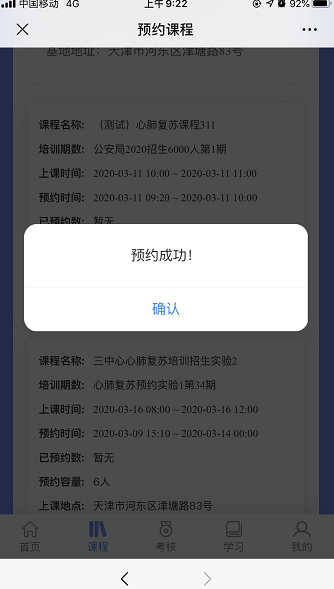 中国移动 4G 上午 9:22 92%
预约课程
基地地址：天津市河东区津塘路83号
课程名称: （测试）心肺复苏课程311
培训期数: 公安局2020招生6000人第1期
上课时间: 2020-03-11 10:00 ~ 2020-03-11 11:00
预约时间: 2020-03-11 09:20 ~ 2020-03-11 10:00
已预约数: 暂无
预约成功！
确认
课程名称: 三中心心肺复苏培训招生实验2
培训期数: 心肺复苏预约实验1第34期
上课时间: 2020-03-16 08:00 ~ 2020-03-16 12:00
预约时间: 2020-03-09 15:10 ~ 2020-03-14 00:00
已预约数: 暂无
预约容量: 6人
上课地点: 天津市河东区津塘路83号
首页 课程 考核 学习 我的